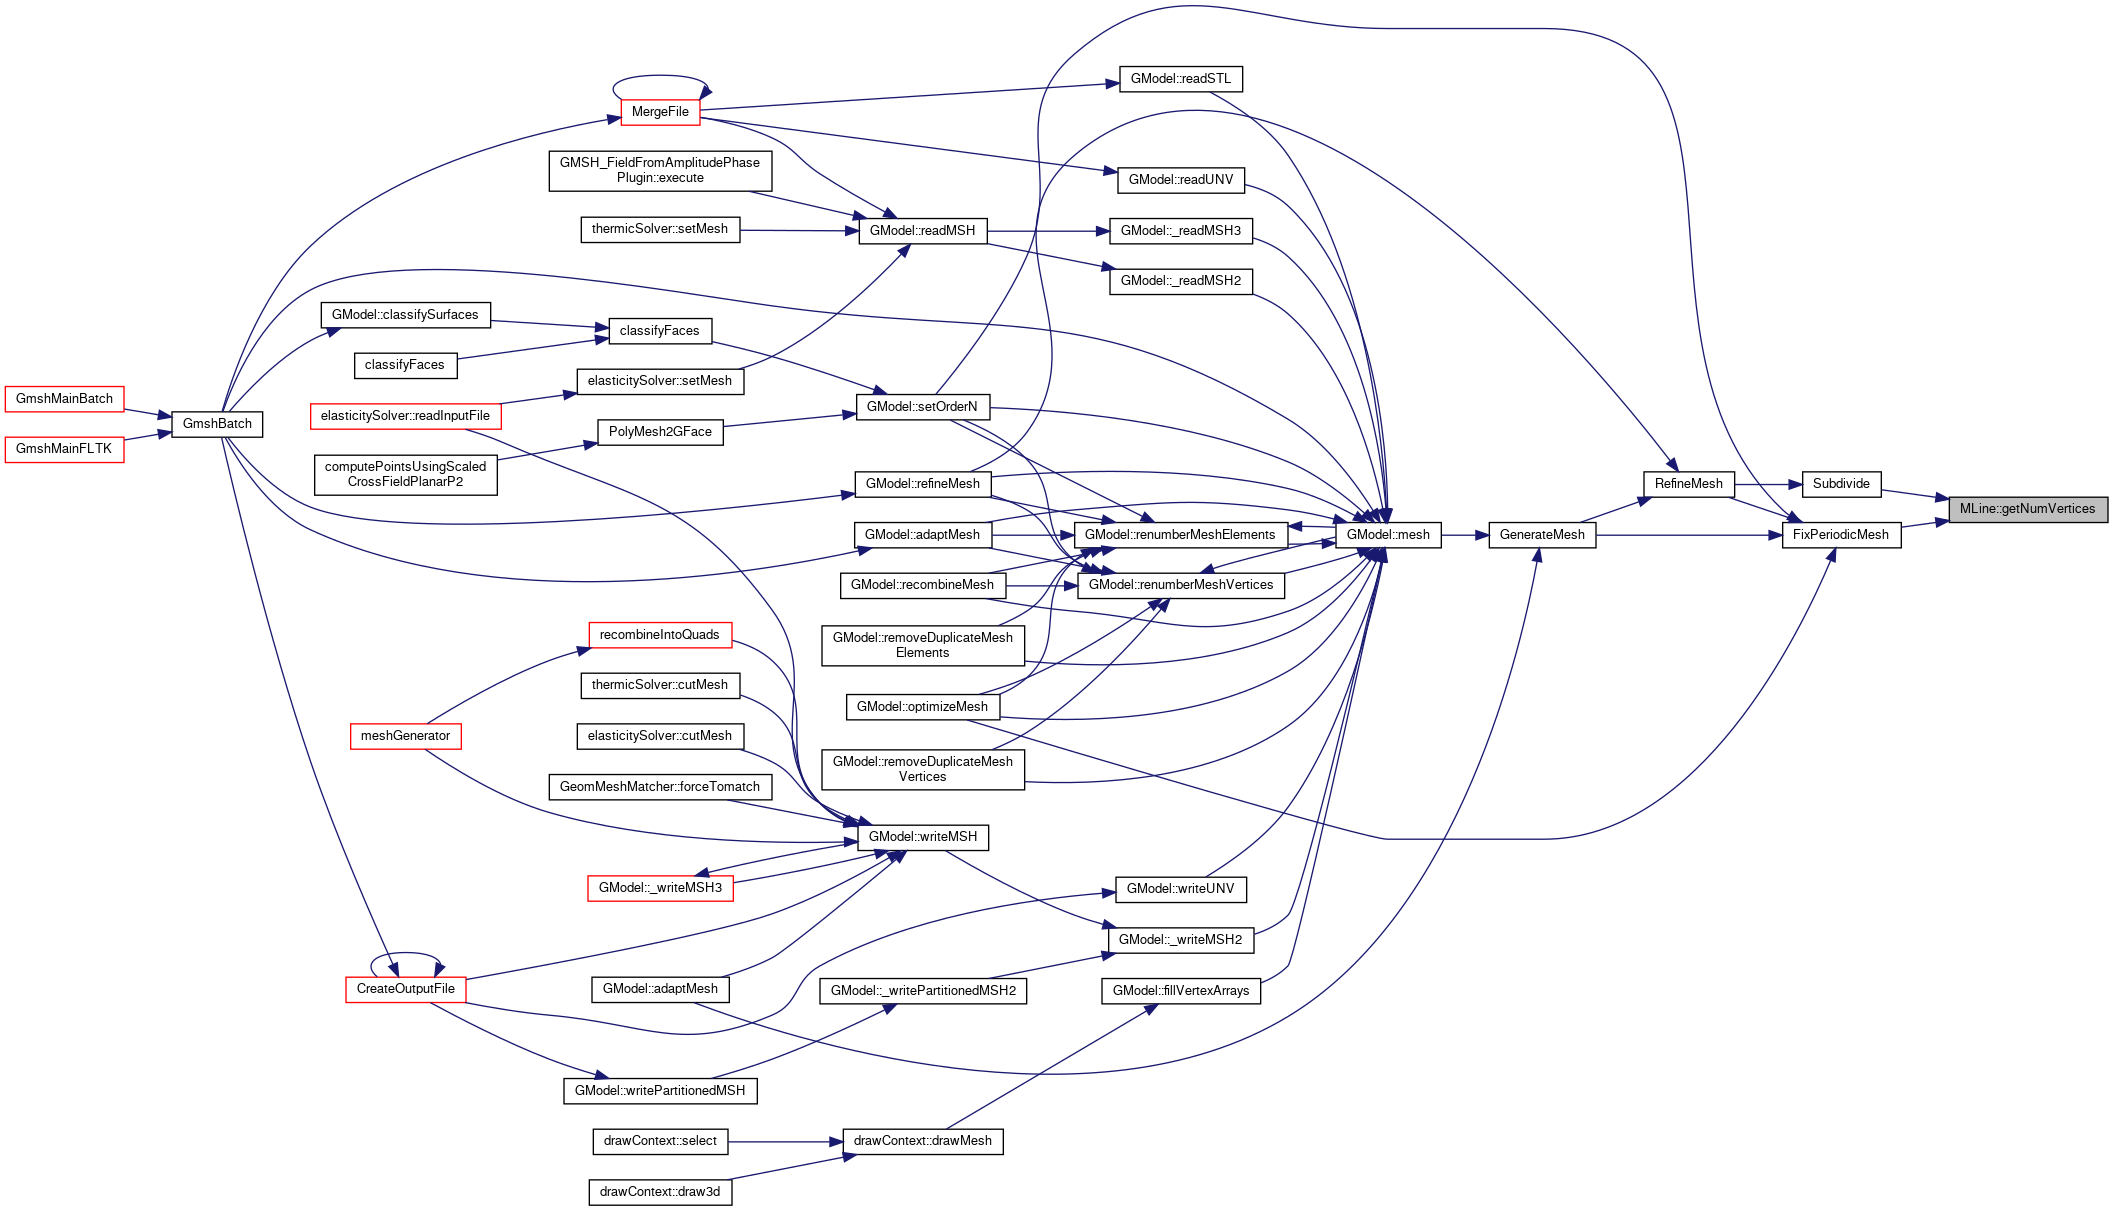 GModel::readSTL
MergeFile
GMSH_FieldFromAmplitudePhase
Plugin::execute
GModel::readUNV
thermicSolver::setMesh
GModel::readMSH
GModel::_readMSH3
GModel::_readMSH2
GModel::classifySurfaces
classifyFaces
classifyFaces
elasticitySolver::setMesh
GmshMainBatch
elasticitySolver::readInputFile
GModel::setOrderN
GmshBatch
PolyMesh2GFace
GmshMainFLTK
computePointsUsingScaled
CrossFieldPlanarP2
GModel::refineMesh
RefineMesh
Subdivide
MLine::getNumVertices
GModel::adaptMesh
GModel::renumberMeshElements
GModel::mesh
GenerateMesh
FixPeriodicMesh
GModel::recombineMesh
GModel::renumberMeshVertices
recombineIntoQuads
GModel::removeDuplicateMesh
Elements
thermicSolver::cutMesh
GModel::optimizeMesh
meshGenerator
elasticitySolver::cutMesh
GModel::removeDuplicateMesh
Vertices
GeomMeshMatcher::forceTomatch
GModel::writeMSH
GModel::_writeMSH3
GModel::writeUNV
GModel::_writeMSH2
CreateOutputFile
GModel::adaptMesh
GModel::_writePartitionedMSH2
GModel::fillVertexArrays
GModel::writePartitionedMSH
drawContext::select
drawContext::drawMesh
drawContext::draw3d